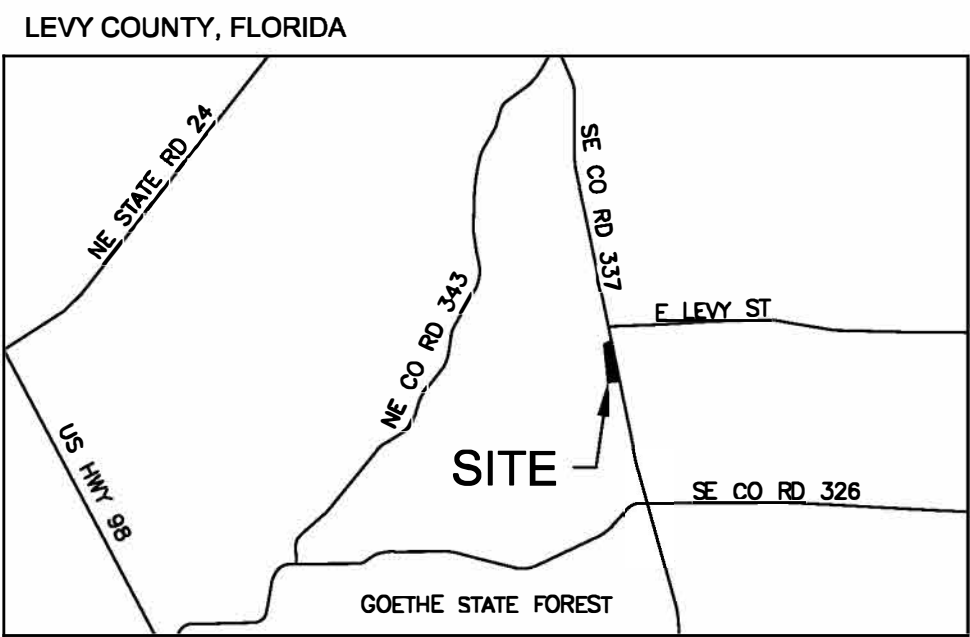 LEVY COUNTY, FLORIDA
NE STATE RD 24
SE CO RD 337
NE CO RD 343
E LEVY ST
US HWY 98
SITE
SE CO RD 326
GOETHE STATE FOREST